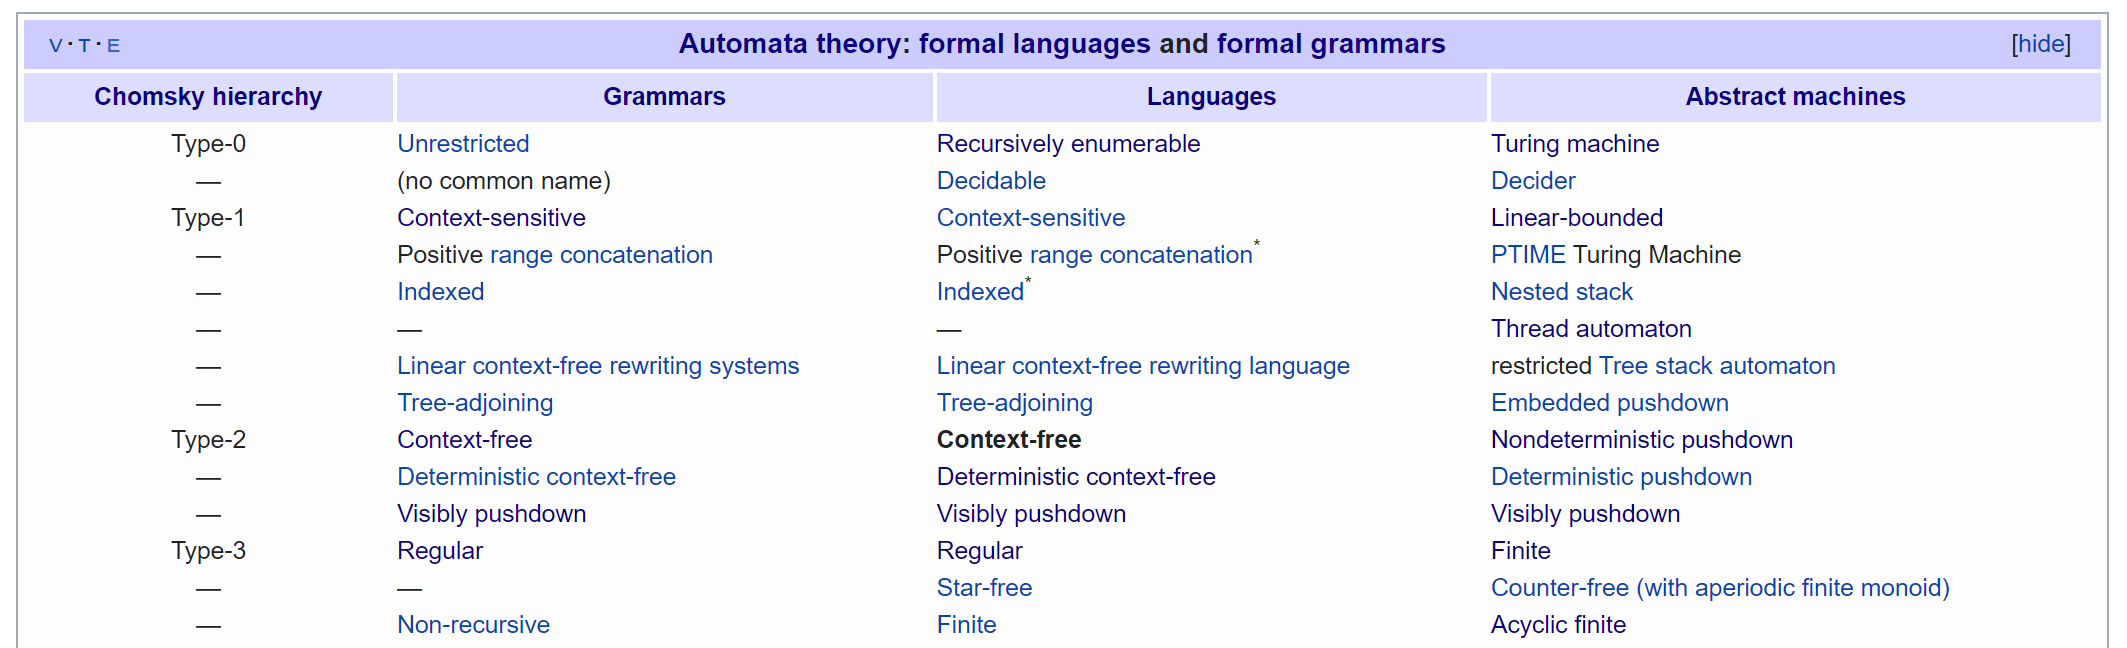 V · T · E Automata theory: formal languages and formal grammars [hide]
Chomsky hierarchy Grammars Languages Abstract machines
Type-0 Unrestricted Recursively enumerable Turing machine
— (no common name) Decidable Decider
Type-1 Context-sensitive Context-sensitive Linear-bounded
— Positive range concatenation Positive range concatenation* PTIME Turing Machine
— Indexed Indexed* Nested stack
— — — Thread automaton
— Linear context-free rewriting systems Linear context-free rewriting language restricted Tree stack automaton
— Tree-adjoining Tree-adjoining Embedded pushdown
Type-2 Context-free Context-free Nondeterministic pushdown
— Deterministic context-free Deterministic context-free Deterministic pushdown
— Visibly pushdown Visibly pushdown Visibly pushdown
Type-3 Regular Regular Finite
— — Star-free Counter-free (with aperiodic finite monoid)
— Non-recursive Finite Acyclic finite